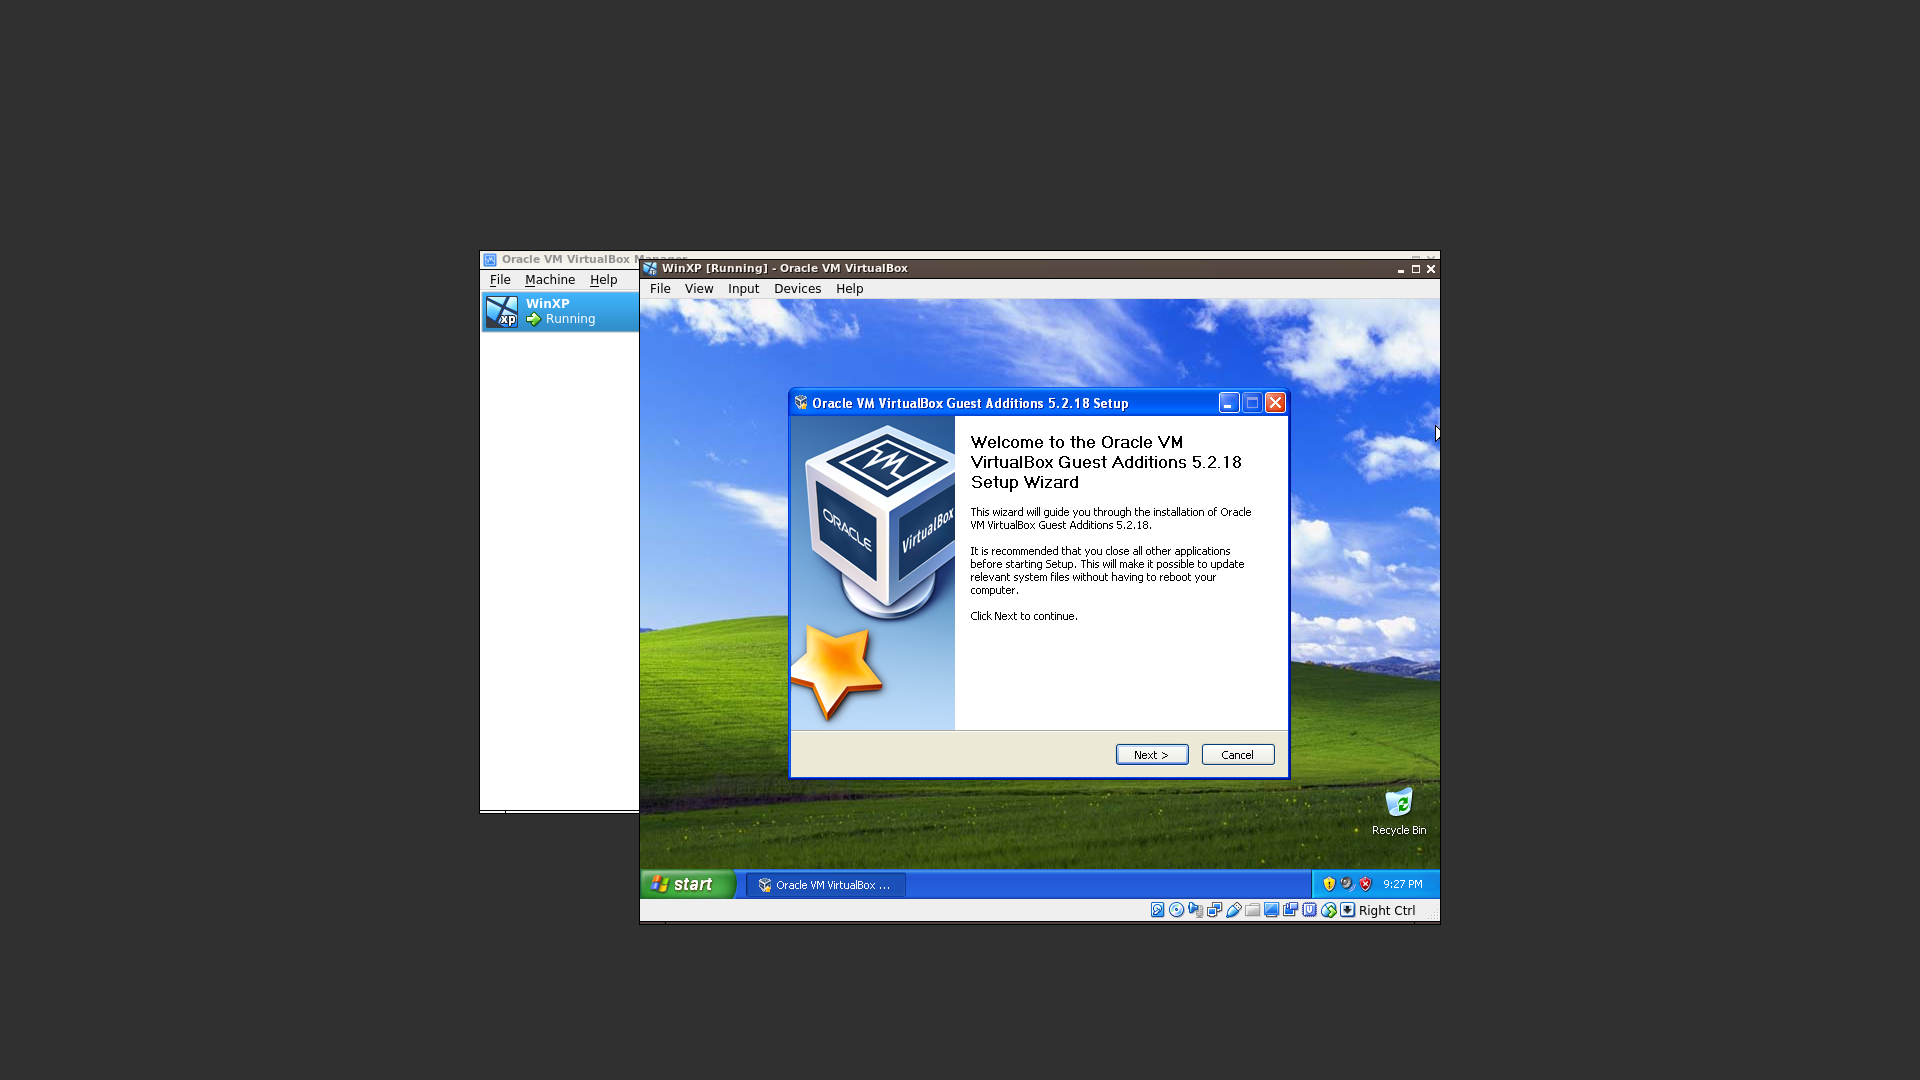 Oracle VM VirtualBox Manager
File Machine Help
WinXP
Running
WinXP [Running] - Oracle VM VirtualBox
File View Input Devices Help
Oracle VM VirtualBox Guest Additions 5.2.18 Setup
ORACLE
VirtualBox
Welcome to the Oracle VM
VirtualBox Guest Additions 5.2.18
Setup Wizard
This wizard will guide you through the installation of Oracle
VM VirtualBox Guest Additions 5.2.18.
It is recommended that you close all other applications
before starting Setup. This will make it possible to update
relevant system files without having to reboot your
computer.
Click Next to continue.
Next >
Cancel
Recycle Bin
start
Oracle VM VirtualBox ...
9:27 PM
Right Ctrl